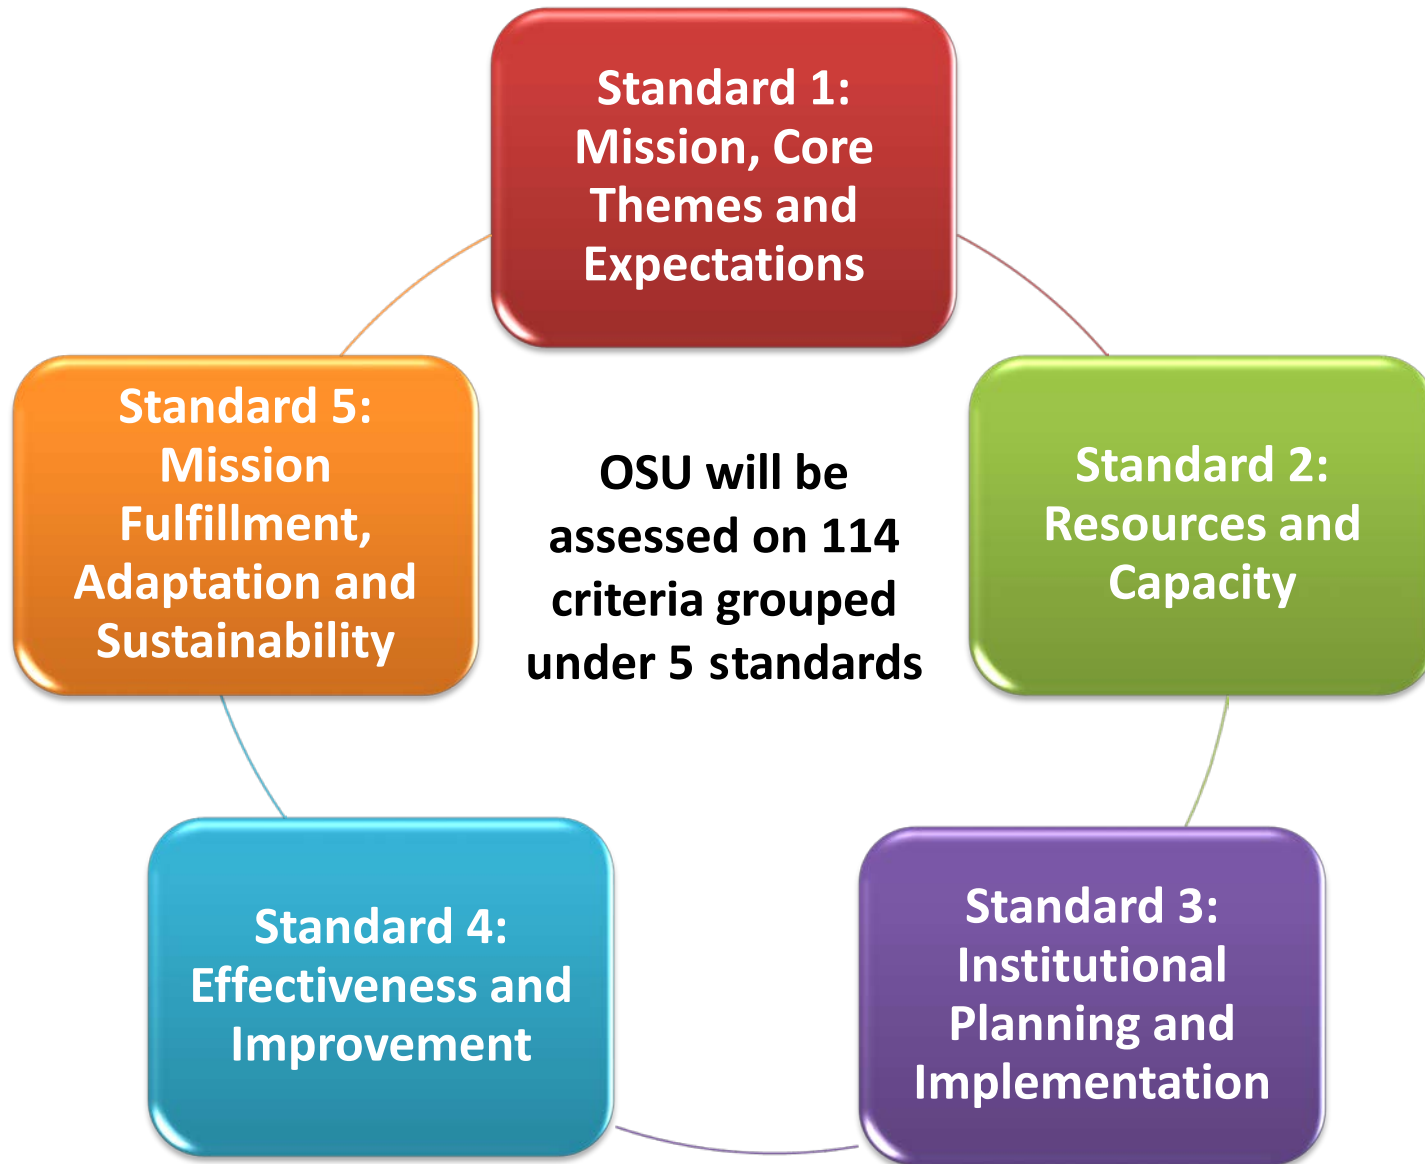 Standard 1:
Mission, Core
Themes and
Expectations
Standard 2:
Resources and
Capacity
Standard 3:
Institutional
Planning and
Implementation
Standard 4:
Effectiveness and
Improvement
Standard 5:
Mission
Fulfillment,
Adaptation and
Sustainability
OSU will be
assessed on 114
criteria grouped
under 5 standards